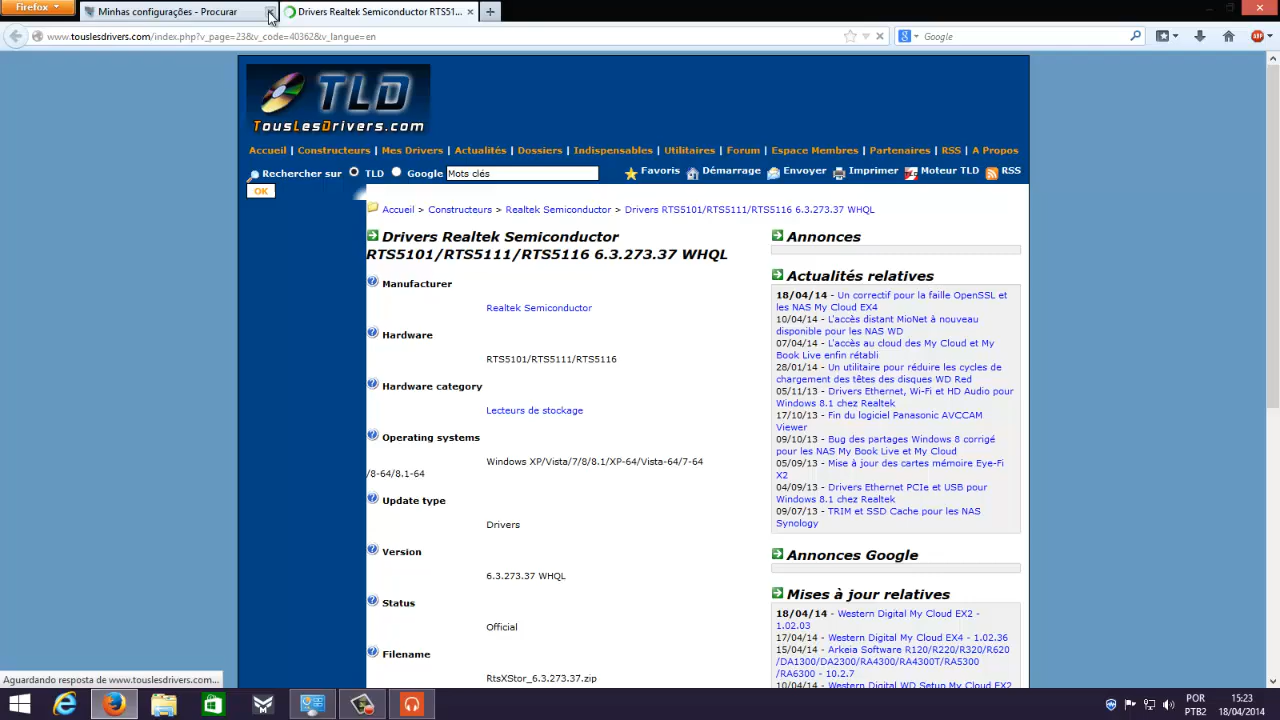 Firefox
Minhas configurações - Procurar
Drivers Realtek Semiconductor RTS51...
www.touslesdrivers.com/index.php?v_page=23&v_code=40362&v_langue=en
Google
TLD
TousLesDrivers.com
Accueil | Constructeurs | Mes Drivers | Actualités | Dossiers | Indispensables | Utilitaires | Forum | Espace Membres | Partenaires | RSS | A Propos
Rechercher sur TLD Google Mots clés
Favoris Démarrage Envoyer Imprimer Moteur TLD RSS
OK
Accueil > Constructeurs > Realtek Semiconductor > Drivers RTS5101/RTS5111/RTS5116 6.3.273.37 WHQL
Drivers Realtek Semiconductor
RTS5101/RTS5111/RTS5116 6.3.273.37 WHQL
Manufacturer
Realtek Semiconductor
Hardware
RTS5101/RTS5111/RTS5116
Hardware category
Lecteurs de stockage
Operating systems
Windows XP/Vista/7/8/8.1/XP-64/Vista-64/7-64
/8-64/8.1-64
Update type
Drivers
Version
6.3.273.37 WHQL
Status
Official
Filename
RtsXStor_6.3.273.37.zip
Annonces
Actualités relatives
18/04/14 - Un correctif pour la faille OpenSSL et
les NAS My Cloud EX4
10/04/14 - L'accès distant MioNet à nouveau
disponible pour les NAS WD
07/04/14 - L'accès au cloud des My Cloud et My
Book Live enfin rétabli
28/01/14 - Un utilitaire pour réduire les cycles de
chargement des têtes des disques WD Red
05/11/13 - Drivers Ethernet, Wi-Fi et HD Audio pour
Windows 8.1 chez Realtek
17/10/13 - Fin du logiciel Panasonic AVCCAM
Viewer
09/10/13 - Bug des partages Windows 8 corrigé
pour les NAS My Book Live et My Cloud
05/09/13 - Mise à jour des cartes mémoire Eye-Fi
X2
04/09/13 - Drivers Ethernet PCIe et USB pour
Windows 8.1 chez Realtek
09/07/13 - TRIM et SSD Cache pour les NAS
Synology
Annonces Google
Mises à jour relatives
18/04/14 - Western Digital My Cloud EX2 -
1.02.03
17/04/14 - Western Digital My Cloud EX4 - 1.02.36
15/04/14 - Arkeia Software R120/R220/R320/R620
/DA1300/DA2300/RA4300/RA4300T/RA5300
/RA6300 - 10.2.7
10/04/14 - Western Digital WD Setup My Cloud EX2
Aguardando resposta de www.touslesdrivers.com...
POR
PTB2
15:23
18/04/2014